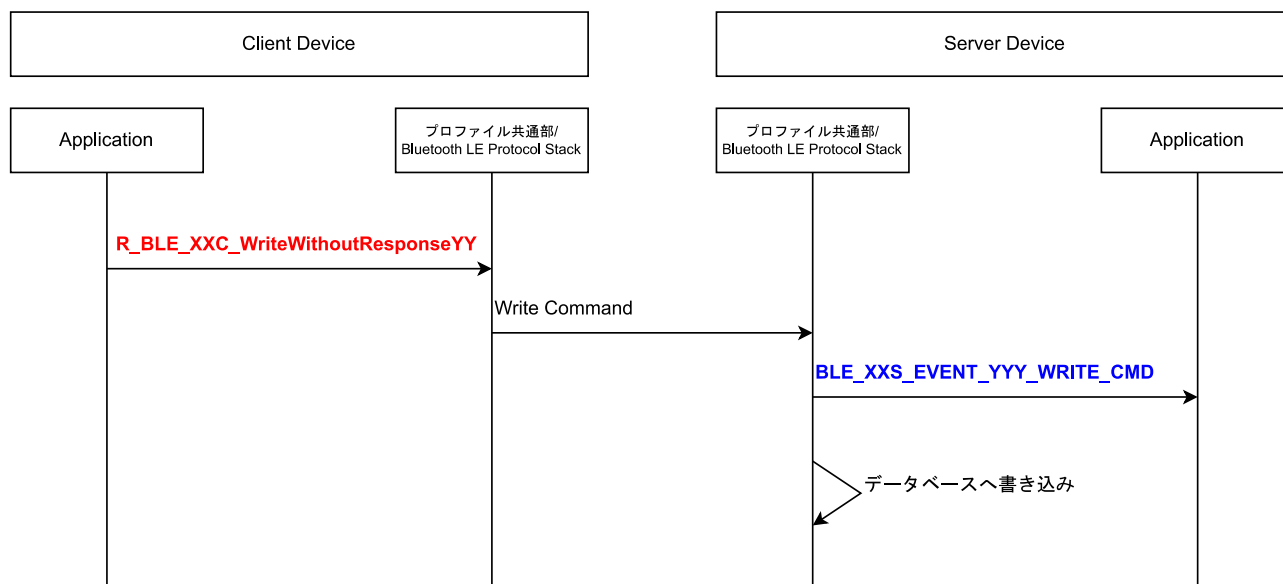 Client Device
Server Device
Application
プロファイル共通部/
Bluetooth LE Protocol Stack
プロファイル共通部/
Bluetooth LE Protocol Stack
Application
R_BLE_XXC_WriteWithoutResponseYY
Write Command
BLE_XXS_EVENT_YYY_WRITE_CMD
データベースへ書き込み